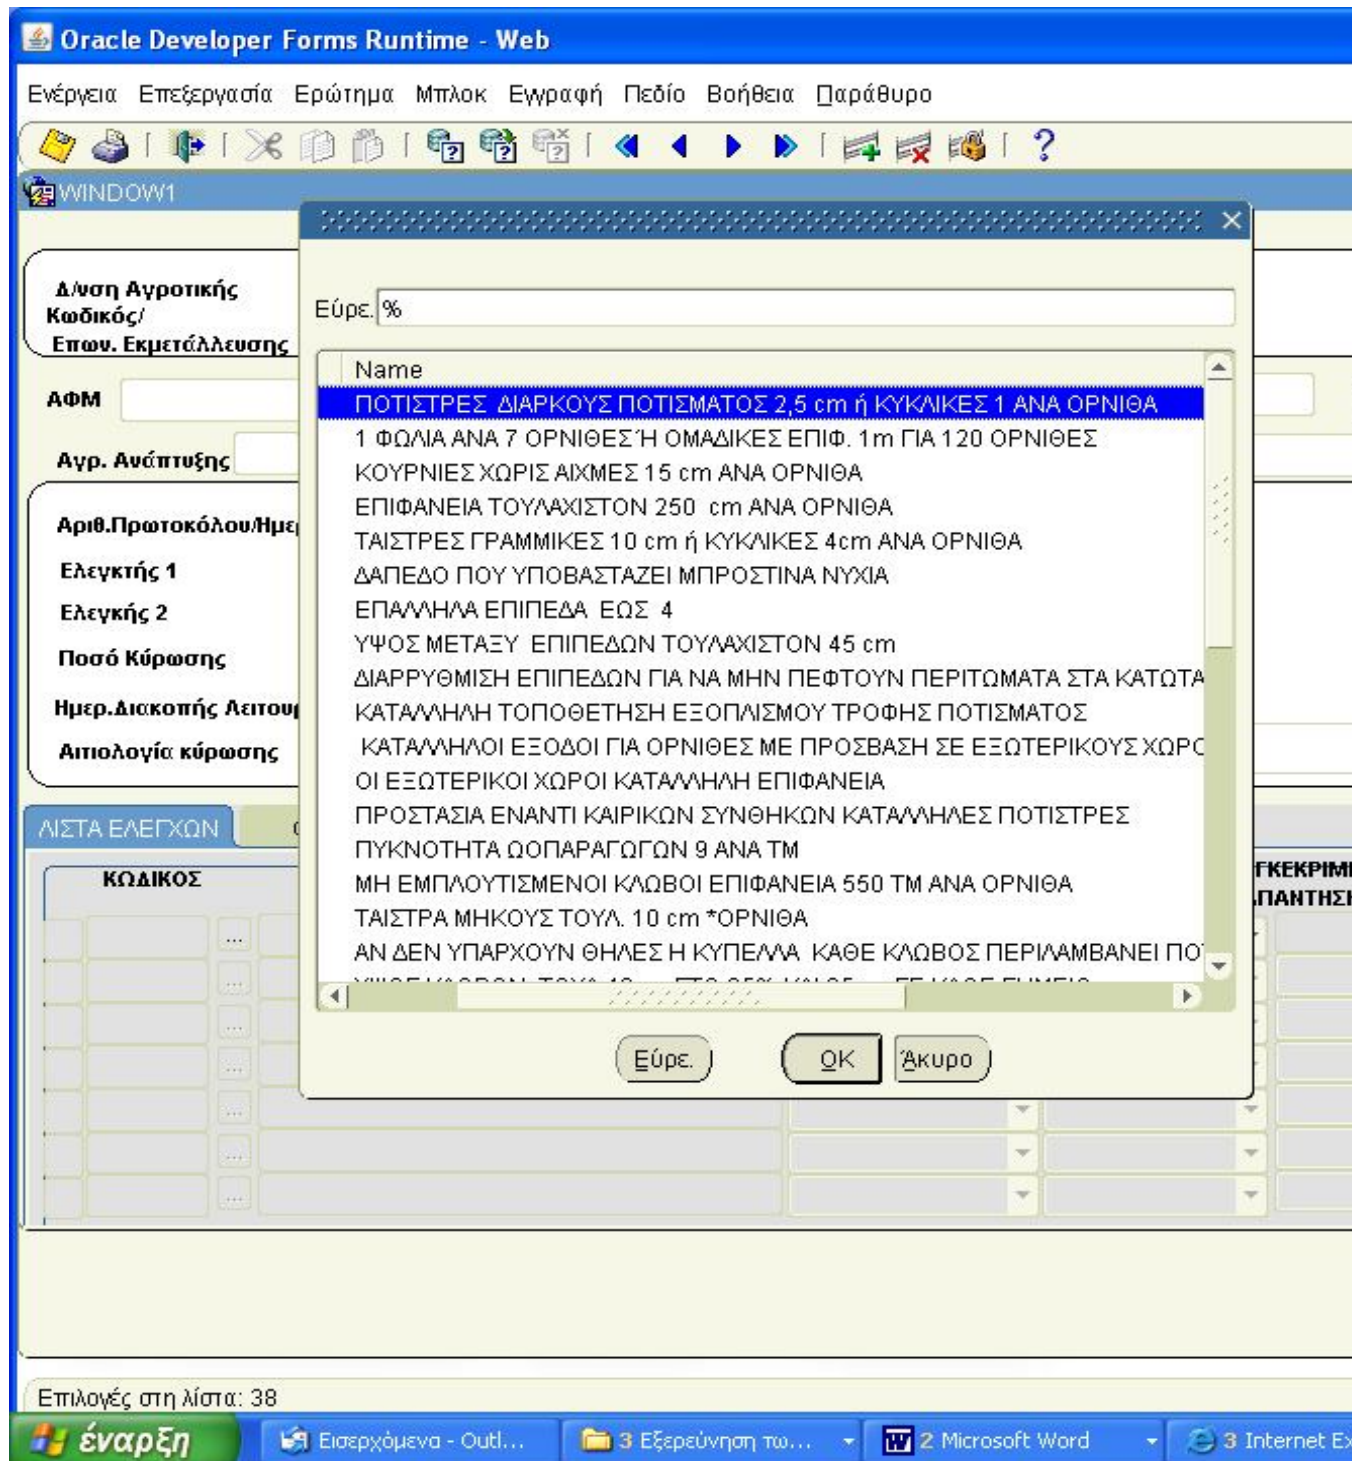 Oracle Developer Forms Runtime - Web
Ενέργεια Επεξεργασία Ερώτημα Μπλοκ Εγγραφή Πεδίο Βοήθεια Παράθυρο
WINDOW1
Δ/νση Αγροτικής
Κωδικός/
Επων. Εκμετάλλευσης
ΑΦΜ
Αγρ. Ανάπτυξης
Αριθ.Πρωτοκόλου/Ημε
Ελεγκτής 1
Ελεγκής 2
Ποσό Κύρωσης
Ημερ.Διακοπής Λειτου
Αιτιολογία κύρωσης
Εύρε. %
Name
ΠΟΤΙΣΤΡΕΣ ΔΙΑΡΚΟΥΣ ΠΟΤΙΣΜΑΤΟΣ 2,5 cm ή ΚΥΚΛΙΚΕΣ 1 ΑΝΑ ΟΡΝΙΘΑ
1 ΦΩΛΙΑ ΑΝΑ 7 ΟΡΝΙΘΕΣ Ή ΟΜΑΔΙΚΕΣ ΕΠΙΦ. 1m ΓΙΑ 120 ΟΡΝΙΘΕΣ
ΚΟΥΡΝΙΕΣ ΧΩΡΙΣ ΑΙΧΜΕΣ 15 cm ΑΝΑ ΟΡΝΙΘΑ
ΕΠΙΦΑΝΕΙΑ ΤΟΥΛΑΧΙΣΤΟΝ 250 cm ΑΝΑ ΟΡΝΙΘΑ
ΤΑΙΣΤΡΕΣ ΓΡΑΜΜΙΚΕΣ 10 cm ή ΚΥΚΛΙΚΕΣ 4cm ΑΝΑ ΟΡΝΙΘΑ
ΔΑΠΕΔΟ ΠΟΥ ΥΠΟΒΑΣΤΑΖΕΙ ΜΠΡΟΣΤΙΝΑ ΝΥΧΙΑ
ΕΠΑΛΛΗΛΑ ΕΠΙΠΕΔΑ ΕΩΣ 4
ΥΨΟΣ ΜΕΤΑΞΥ ΕΠΙΠΕΔΩΝ ΤΟΥΛΑΧΙΣΤΟΝ 45 cm
ΔΙΑΡΡΥΘΜΙΣΗ ΕΠΙΠΕΔΩΝ ΓΙΑ ΝΑ ΜΗΝ ΠΕΦΤΟΥΝ ΠΕΡΙΤΩΜΑΤΑ ΣΤΑ ΚΑΤΩΤΑ
ΚΑΤΑΛΛΗΛΗ ΤΟΠΟΘΕΤΗΣΗ ΕΞΟΠΛΙΣΜΟΥ ΤΡΟΦΗΣ ΠΟΤΙΣΜΑΤΟΣ
ΚΑΤΑΛΛΗΛΟΙ ΕΞΟΔΟΙ ΓΙΑ ΟΡΝΙΘΕΣ ΜΕ ΠΡΟΣΒΑΣΗ ΣΕ ΕΞΩΤΕΡΙΚΟΥΣ ΧΩΡΟ
ΟΙ ΕΞΩΤΕΡΙΚΟΙ ΧΩΡΟΙ ΚΑΤΑΛΛΗΛΗ ΕΠΙΦΑΝΕΙΑ
ΠΡΟΣΤΑΣΙΑ ΕΝΑΝΤΙ ΚΑΙΡΙΚΩΝ ΣΥΝΘΗΚΩΝ ΚΑΤΑΛΛΗΛΕΣ ΠΟΤΙΣΤΡΕΣ
ΠΥΚΝΟΤΗΤΑ ΩΟΠΑΡΑΓΩΓΩΝ 9 ΑΝΑ ΤΜ
ΜΗ ΕΜΠΛΟΥΤΙΣΜΕΝΟΙ ΚΛΩΒΟΙ ΕΠΙΦΑΝΕΙΑ 550 ΤΜ ΑΝΑ ΟΡΝΙΘΑ
ΤΑΙΣΤΡΑ ΜΗΚΟΥΣ ΤΟΥΛ. 10 cm *ΟΡΝΙΘΑ
ΑΝ ΔΕΝ ΥΠΑΡΧΟΥΝ ΘΗΛΕΣ Η ΚΥΠΕΛΛΑ ΚΑΘΕ ΚΛΩΒΟΣ ΠΕΡΙΛΑΜΒΑΝΕΙ ΠΟΤ
Εύρε. OK Άκυρο
ΛΙΣΤΑ ΕΛΕΓΧΩΝ
ΚΩΔΙΚΟΣ
ΓΚΕΚΡΙΜ
ΠΑΝΤΗΣΗ
Επιλογές στη λίστα: 38
έναρξη Εισερχόμενα - Outl... 3 Εξερεύνηση τω... 2 Microsoft Word 3 Internet Ex